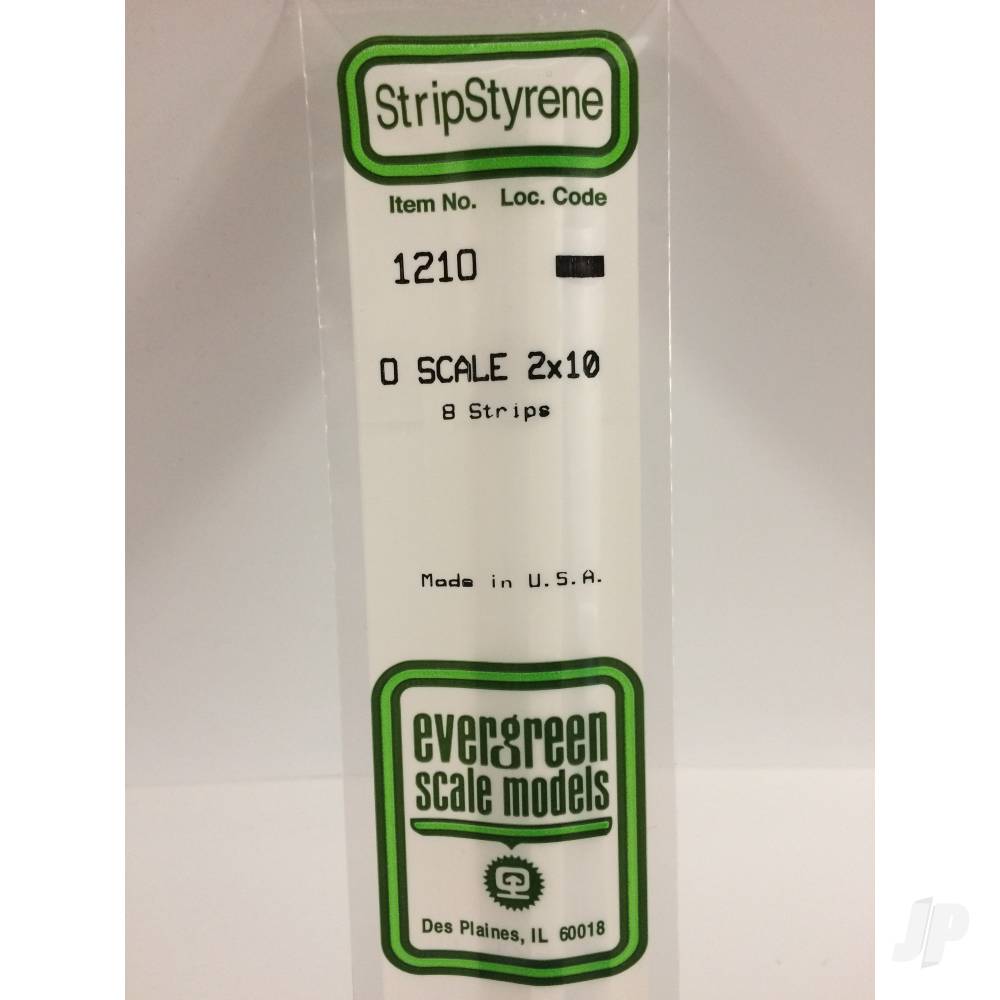 StripStyrene
Item No. Loc. Code
1210
O SCALE 2x10
8 Strips
Made in U.S.A.
evergreen
scale models
Des Plaines, IL 60018
JP